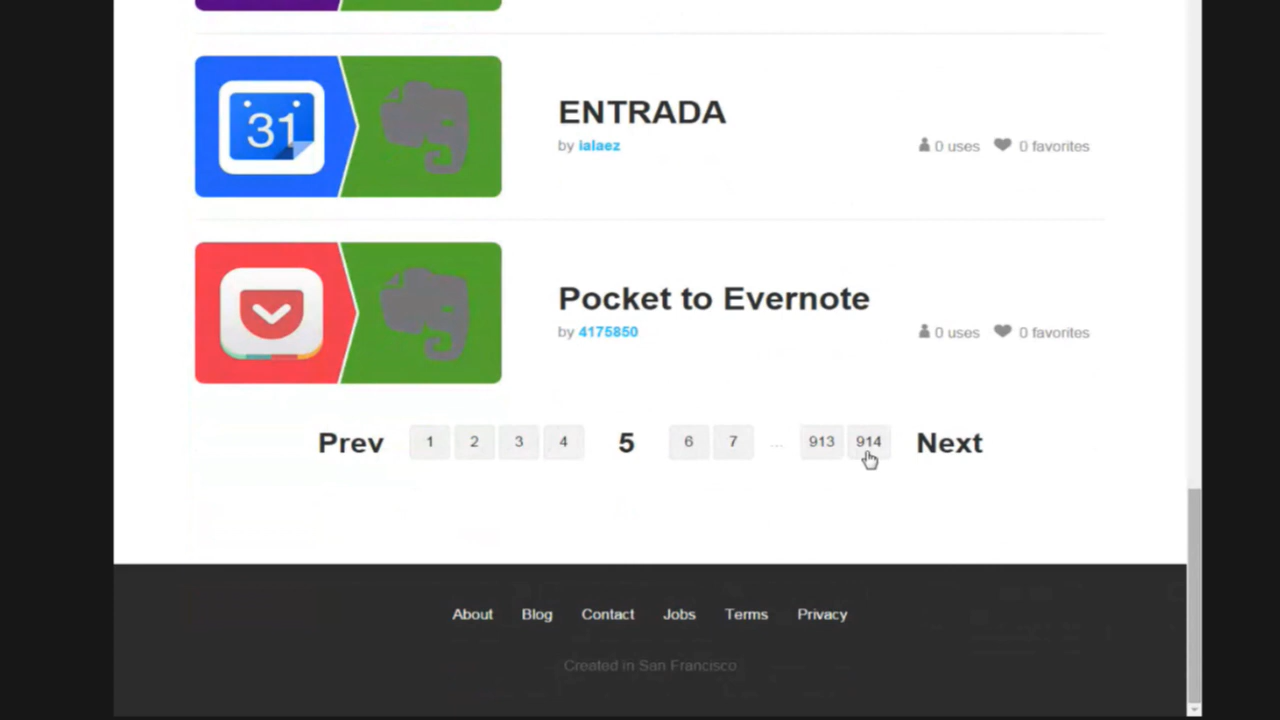 31
ENTRADA
by ialaez
0 uses 0 favorites
Pocket to Evernote
by 4175850
0 uses 0 favorites
Prev 1 2 3 4 5 6 7 ... 913 914 Next
About Blog Contact Jobs Terms Privacy
Created in San Francisco